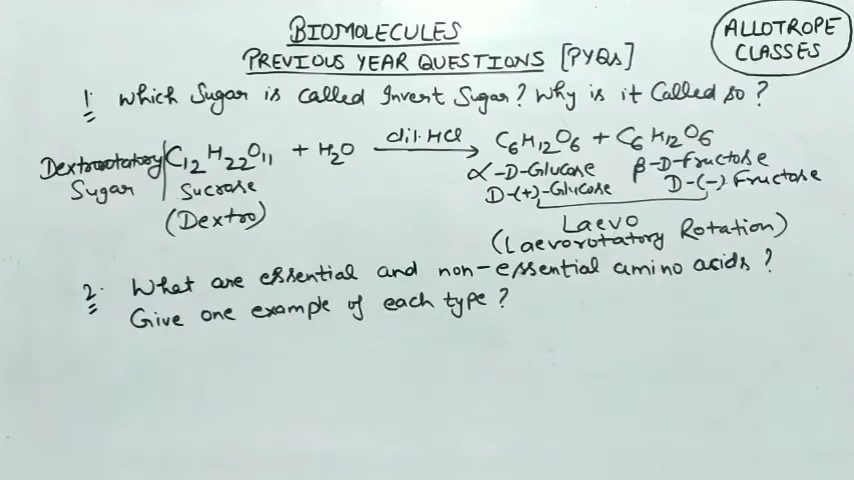 BIOMOLECULES
PREVIOUS YEAR QUESTIONS [PYQs]
ALLOTROPE
CLASSES
1. Which Sugar is called Invert Sugar? Why is it Called so?
Dextrorotatory
Sugar
C12H22O11 + H2O dil.HCl → C6H12O6 + C6H12O6
Sucrose
(Dextro)
α-D-Glucose β-D-Fructose
D-(+)-Glucose D-(-) Fructose
Laevo
(Laevorotatory Rotation)
2. What are essential and non-essential amino acids?
Give one example of each type?